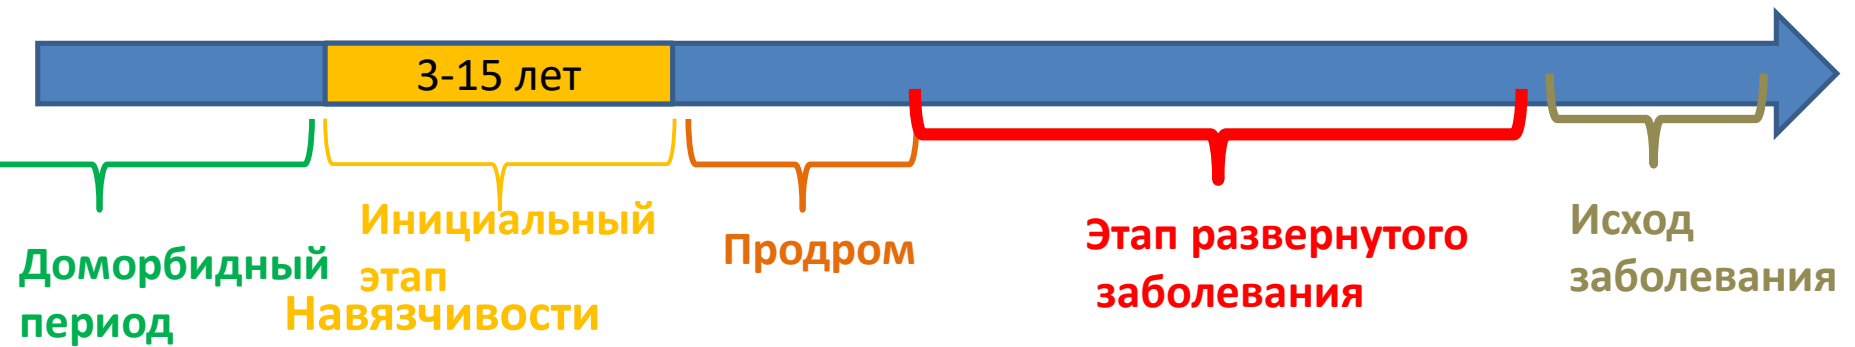 3-15 лет
Доморбидный
период
Инициальный
этап
Навязчивости
Продром
Этап развернутого
заболевания
Исход
заболевания